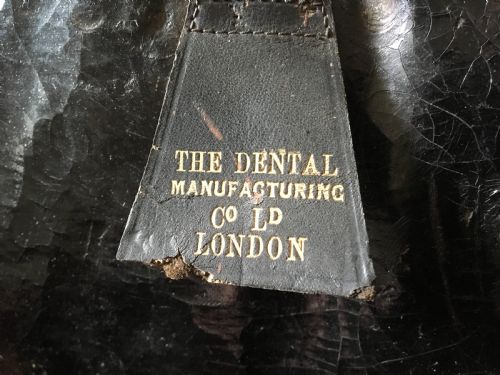 THE DENTAL
MANUFACTURING
CO LD
LONDON